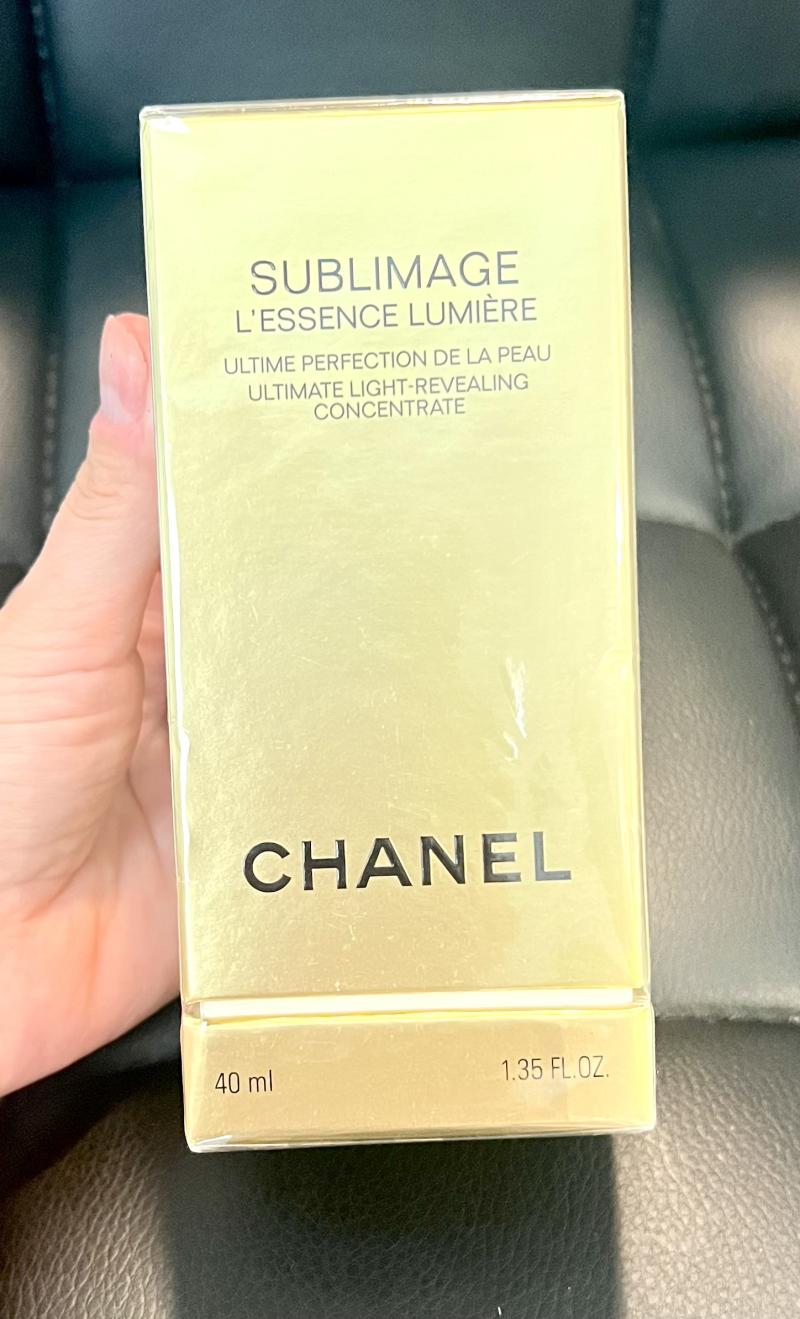 SUBLIMAGE
L'ESSENCE LUMIÈRE
ULTIME PERFECTION DE LA PEAU
ULTIMATE LIGHT-REVEALING
CONCENTRATE
CHANEL
40 ml 1.35 FL.OZ.